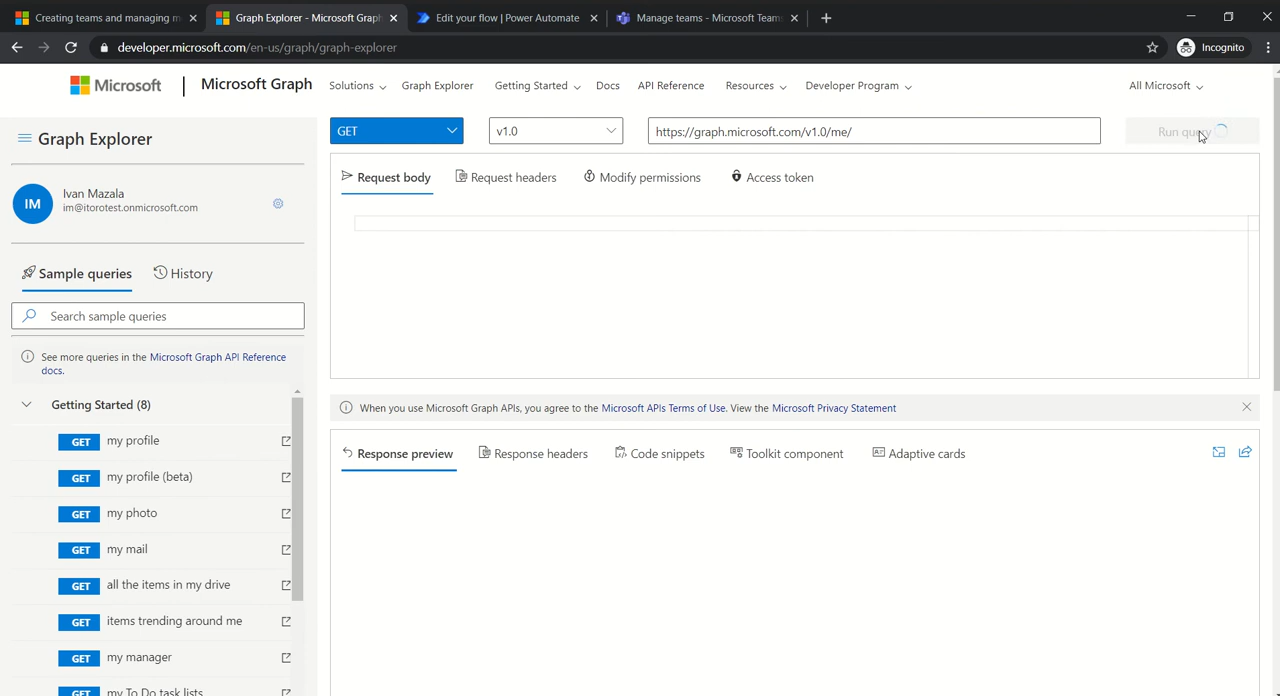 Creating teams and managing m
Graph Explorer - Microsoft Graph
Edit your flow | Power Automate
Manage teams - Microsoft Teams
developer.microsoft.com/en-us/graph/graph-explorer
Incognito
Microsoft
Microsoft Graph
Solutions
Graph Explorer
Getting Started
Docs
API Reference
Resources
Developer Program
All Microsoft
Graph Explorer
GET
v1.0
https://graph.microsoft.com/v1.0/me/
Run query
IM
Ivan Mazala
im@itorotest.onmicrosoft.com
Request body
Request headers
Modify permissions
Access token
Sample queries
History
Search sample queries
See more queries in the Microsoft Graph API Reference
docs.
Getting Started (8)
GET my profile
GET my profile (beta)
GET my photo
GET my mail
GET all the items in my drive
GET items trending around me
GET my manager
GET my To Do task lists
When you use Microsoft Graph APIs, you agree to the Microsoft APIs Terms of Use. View the Microsoft Privacy Statement
Response preview
Response headers
Code snippets
Toolkit component
Adaptive cards